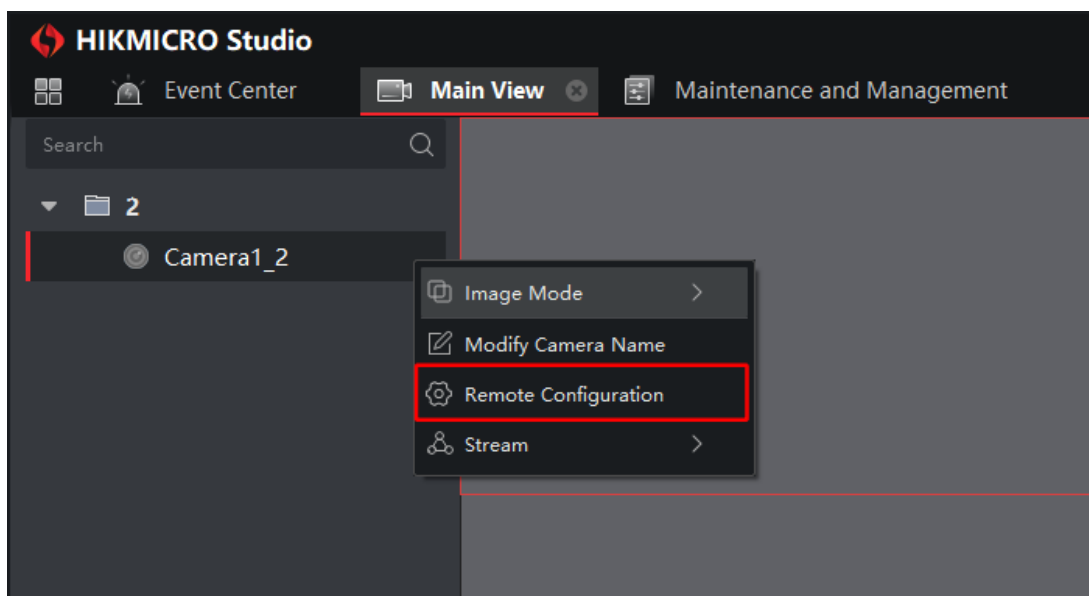 HIKMICRO Studio
Event Center Main View Maintenance and Management
Search
2
Camera1_2
Image Mode
Modify Camera Name
Remote Configuration
Stream